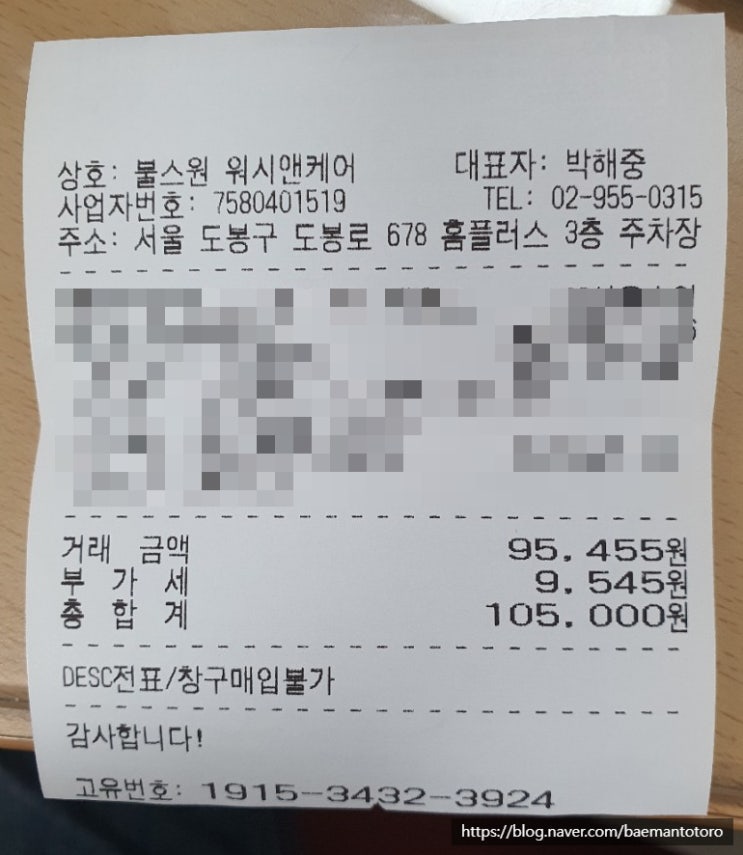 상호: 불스원 워시앤케어 대표자: 박해중
사업자번호: 7580401519 TEL: 02-955-0315
주소: 서울 도봉구 도봉로 678 홈플러스 3층 주차장
거래 금액 95.455원
부 가 세 9.545원
총 합 계 105.000원
DESC전표/창구매입불가
감사합니다!
고유번호: 1915-3432-3924
https://blog.naver.com/baemantotoro